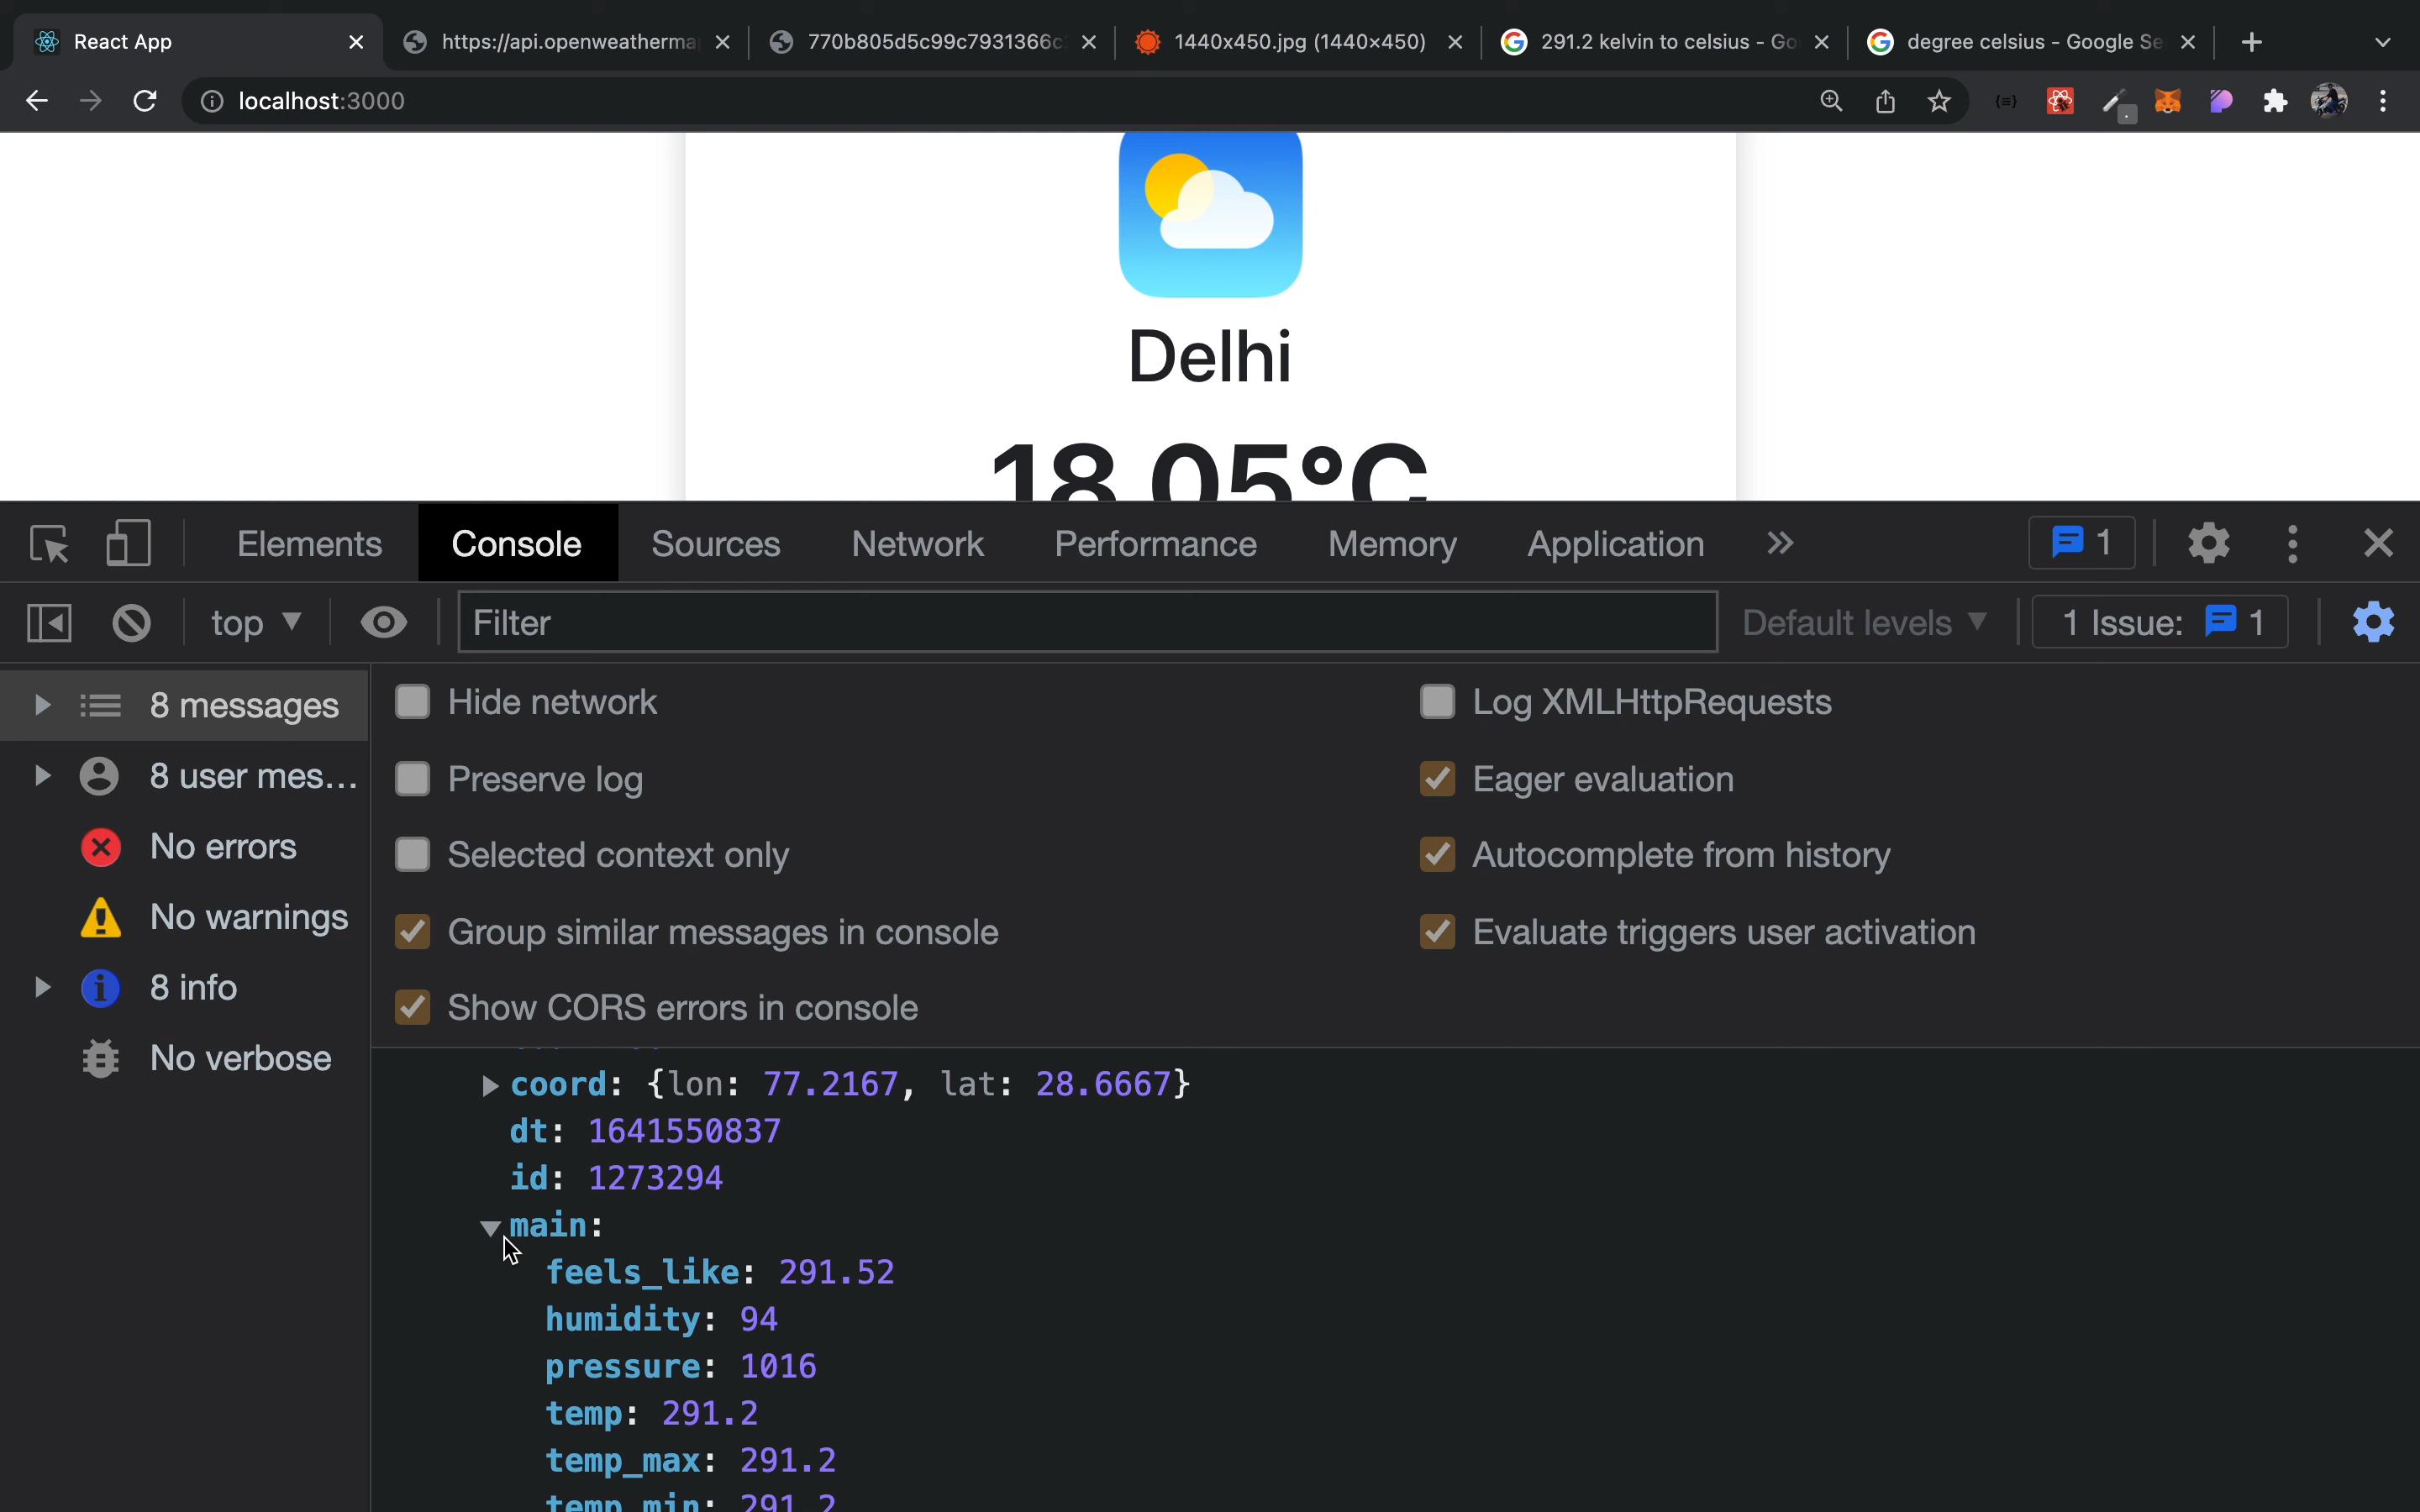 React App
https://api.openweatherma
770b805d5c99c7931366c
1440x450.jpg (1440×450)
291.2 kelvin to celsius - Go
degree celsius - Google Se
localhost:3000
Delhi
18.05°C
Elements
Console
Sources
Network
Performance
Memory
Application
1
top
Filter
Default levels
1 Issue: 1
8 messages
8 user mes...
No errors
No warnings
8 info
No verbose
Hide network
Log XMLHttpRequests
Preserve log
Eager evaluation
Selected context only
Autocomplete from history
Group similar messages in console
Evaluate triggers user activation
Show CORS errors in console
coord: {lon: 77.2167, lat: 28.6667}
dt: 1641550837
id: 1273294
main:
feels_like: 291.52
humidity: 94
pressure: 1016
temp: 291.2
temp_max: 291.2
temp_min: 291.2